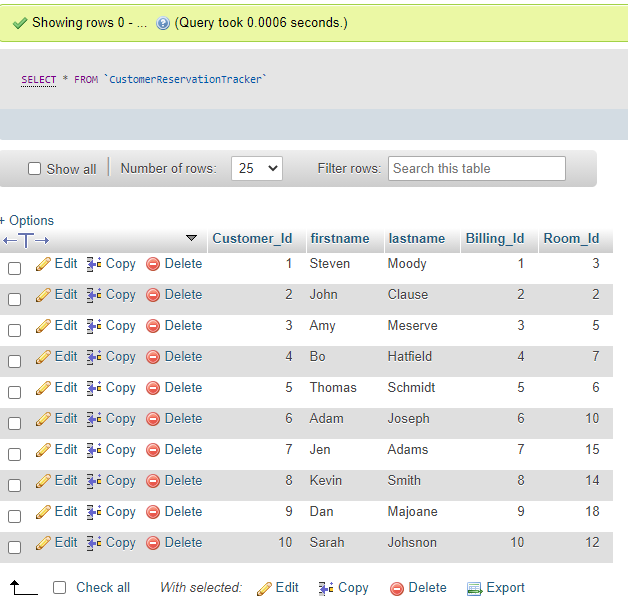 Showing rows 0 - ... (Query took 0.0006 seconds.)
SELECT * FROM `CustomerReservationTracker`
Show all Number of rows: 25 Filter rows: Search this table
+ Options
←T→ Customer_Id firstname lastname Billing_Id Room_Id
Edit Copy Delete 1 Steven Moody 1 3
Edit Copy Delete 2 John Clause 2 2
Edit Copy Delete 3 Amy Meserve 3 5
Edit Copy Delete 4 Bo Hatfield 4 7
Edit Copy Delete 5 Thomas Schmidt 5 6
Edit Copy Delete 6 Adam Joseph 6 10
Edit Copy Delete 7 Jen Adams 7 15
Edit Copy Delete 8 Kevin Smith 8 14
Edit Copy Delete 9 Dan Majoane 9 18
Edit Copy Delete 10 Sarah Johsnon 10 12
Check all With selected: Edit Copy Delete Export